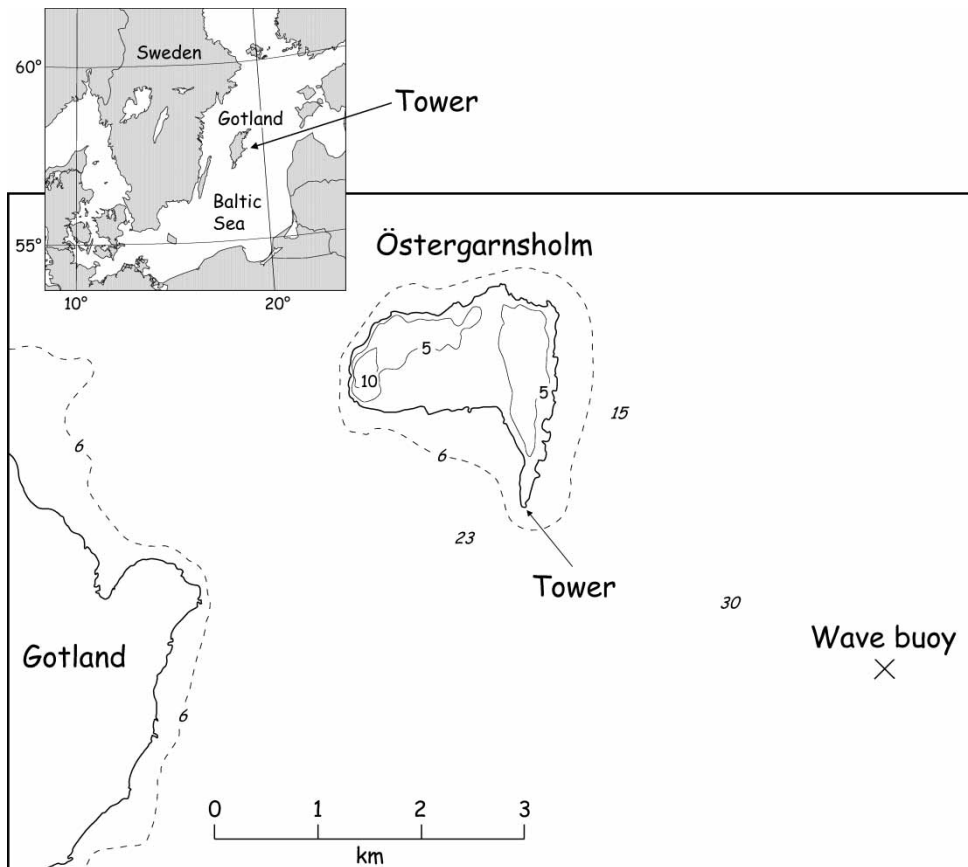 Sweden
60°
Tower
Gotland
Baltic
Sea
55°
10°
20°
Östergarnsholm
5
10
5
15
6
6
23
Tower
30
Wave buoy
Gotland
6
0 1 2 3
km